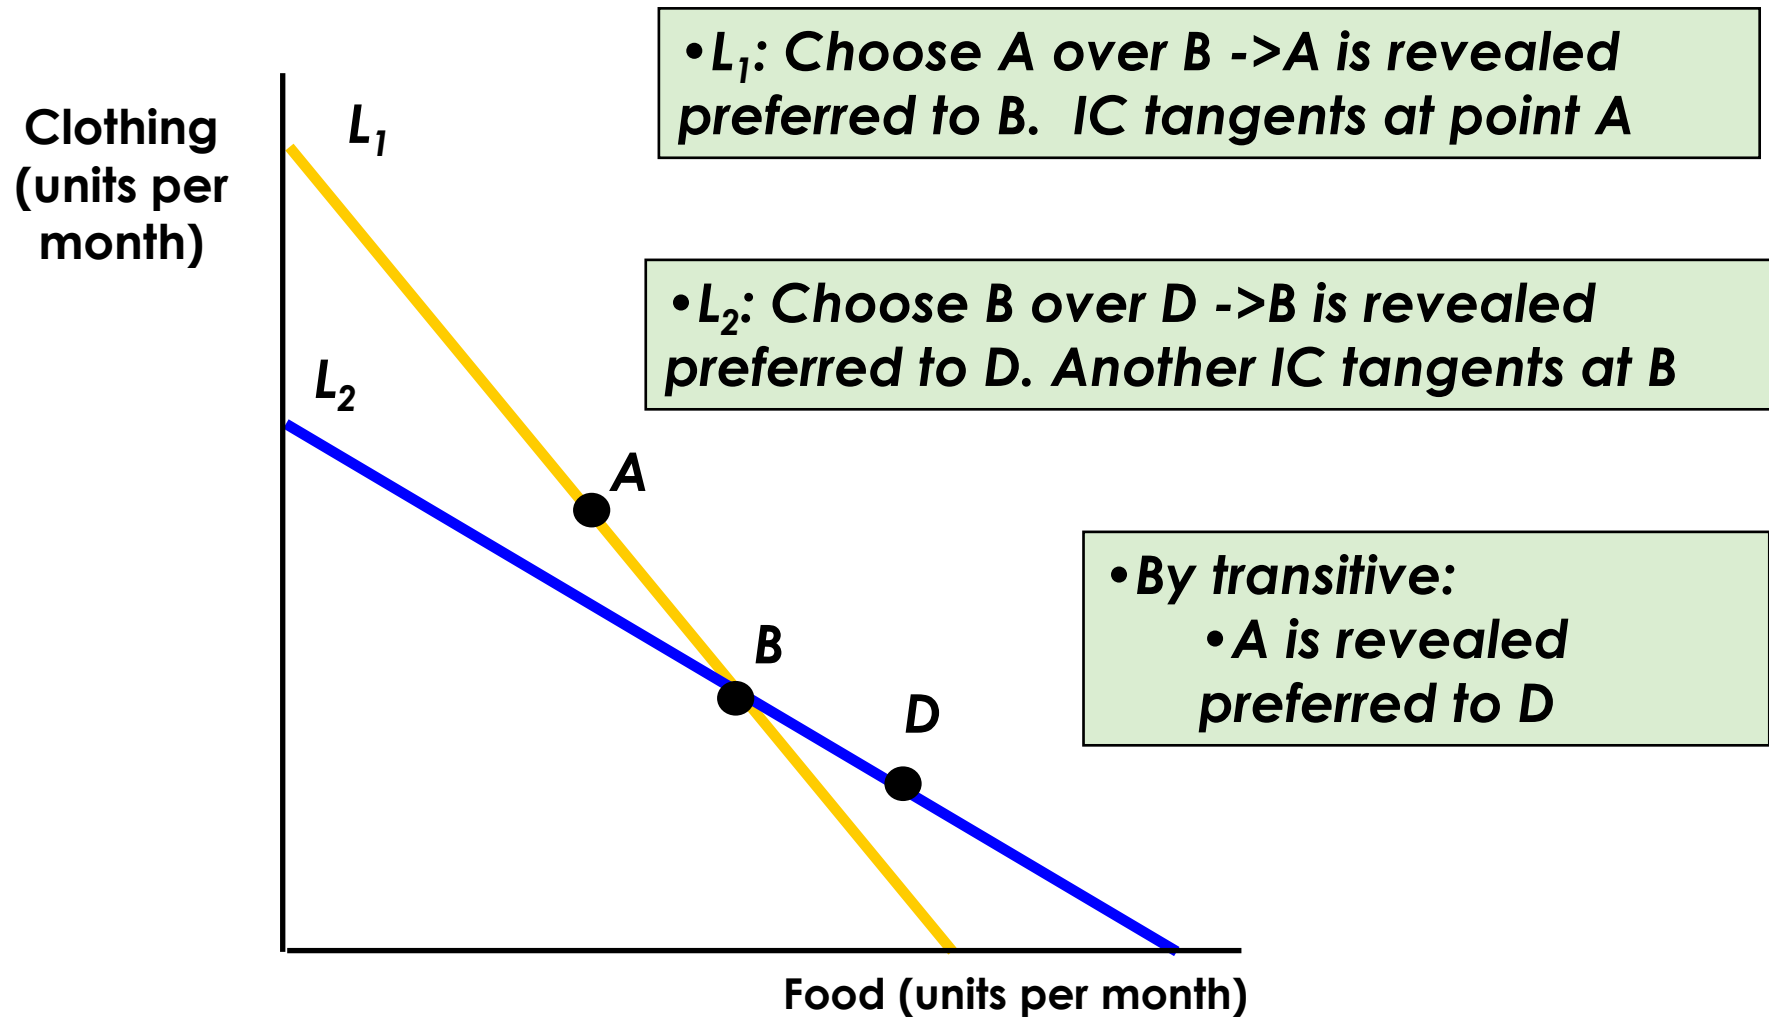 Clothing
(units per
month)
L1
•L1: Choose A over B ->A is revealed
preferred to B.  IC tangents at point A
•L2: Choose B over D ->B is revealed
preferred to D. Another IC tangents at B
L2
A
•By transitive:
•A is revealed
preferred to D
B
D
Food (units per month)